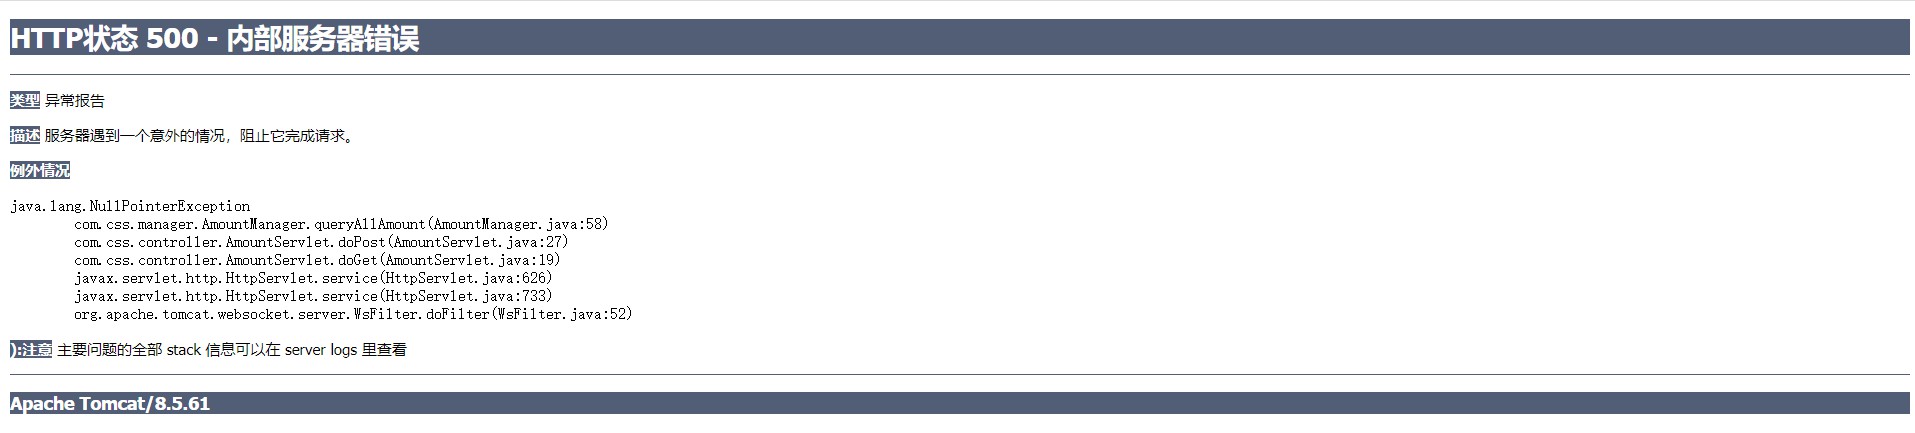 HTTP状态 500 - 内部服务器错误
类型 异常报告
描述 服务器遇到一个意外的情况，阻止它完成请求。
例外情况
java.lang.NullPointerException
com.css.manager.AmountManager.queryAllAmount(AmountManager.java:58)
com.css.controller.AmountServlet.doPost(AmountServlet.java:27)
com.css.controller.AmountServlet.doGet(AmountServlet.java:19)
javax.servlet.http.HttpServlet.service(HttpServlet.java:626)
javax.servlet.http.HttpServlet.service(HttpServlet.java:733)
org.apache.tomcat.websocket.server.WsFilter.doFilter(WsFilter.java:52)
):注意 主要问题的全部 stack 信息可以在 server logs 里查看
Apache Tomcat/8.5.61